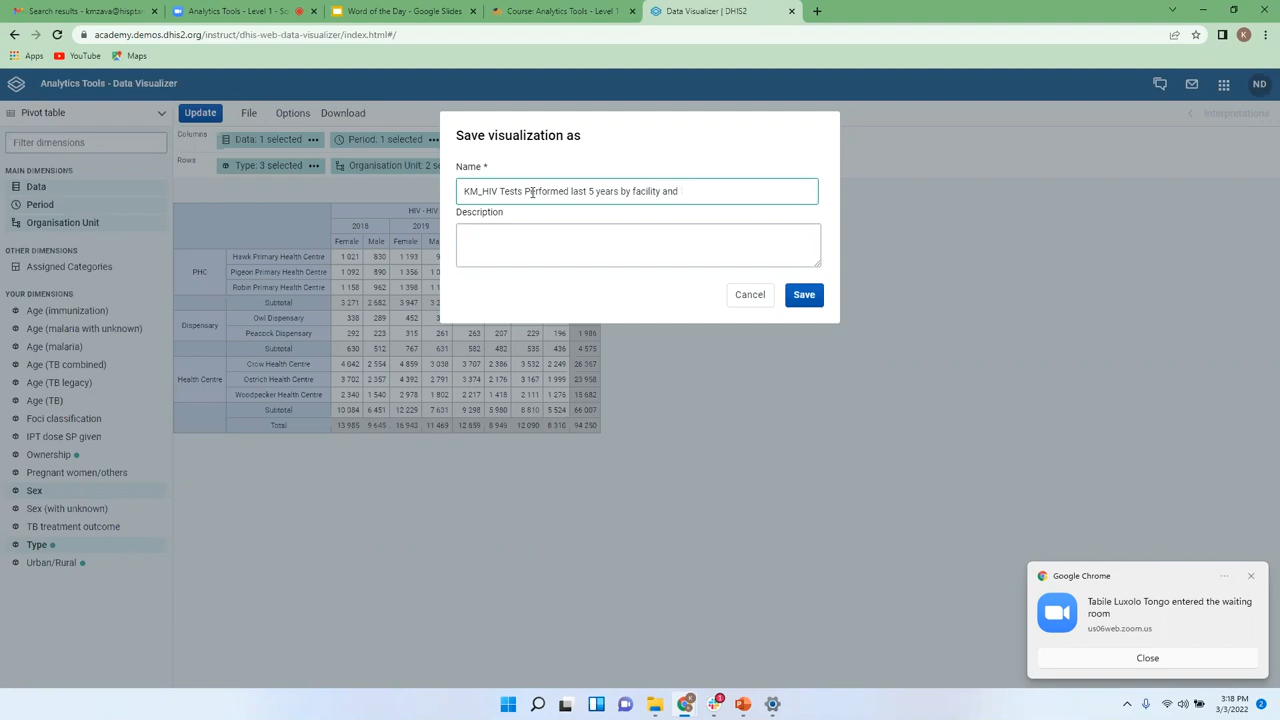 Search results - kmzava@hisptan
Analytics Tools - Level 1 - S
Word of the Day - Google Slides
Analytics Tools - Level 1
Data Visualizer | DHIS2
academy.demos.dhis2.org/instruct/dhis-web-data-visualizer/index.html#/
K
Apps YouTube Maps
Analytics Tools - Data Visualizer
ND
Pivot table
Update File Options Download
Interpretations
Filter dimensions
Columns
Data: 1 selected
Period: 1 selected
Rows
Type: 3 selected
Organisation Unit: 2 se
MAIN DIMENSIONS
Data
Period
Organisation Unit
OTHER DIMENSIONS
Assigned Categories
YOUR DIMENSIONS
Age (immunization)
Age (malaria with unknown)
Age (malaria)
Age (TB combined)
Age (TB legacy)
Age (TB)
Foci classification
IPT dose SP given
Ownership
Pregnant women/others
Sex
Sex (with unknown)
TB treatment outcome
Type
Urban/Rural
Save visualization as
Name *
KM_HIV Tests Performed last 5 years by facility and
Description
Cancel Save
HIV - HIV
2018 2019
Female Male Female
PHC
Hawk Primary Health Centre 1 021 830 1 193
Pigeon Primary Health Centre 1 092 890 1 356
Robin Primary Health Centre 1 158 962 1 398
Subtotal 3 271 2 682 3 947
Dispensary
Owl Dispensary 338 289 452
Peacock Dispensary 292 223 315 261 263 207 229 196 1 986
Subtotal 630 512 767 631 582 482 535 436 4 575
Health Centre
Crow Health Centre 4 042 2 554 4 859 3 038 3 707 2 386 3 532 2 249 26 367
Ostrich Health Centre 3 702 2 357 4 392 2 791 3 374 2 176 3 167 1 999 23 958
Woodpecker Health Centre 2 340 1 540 2 978 1 802 2 217 1 418 2 111 1 276 15 682
Subtotal 10 084 6 451 12 229 7 631 9 298 5 980 8 810 5 524 66 007
Total 13 985 9 645 16 943 11 469 12 859 8 949 12 090 8 310 94 250
Google Chrome
Tabile Luxolo Tongo entered the waiting
room
us06web.zoom.us
Close
3:18 PM
3/3/2022